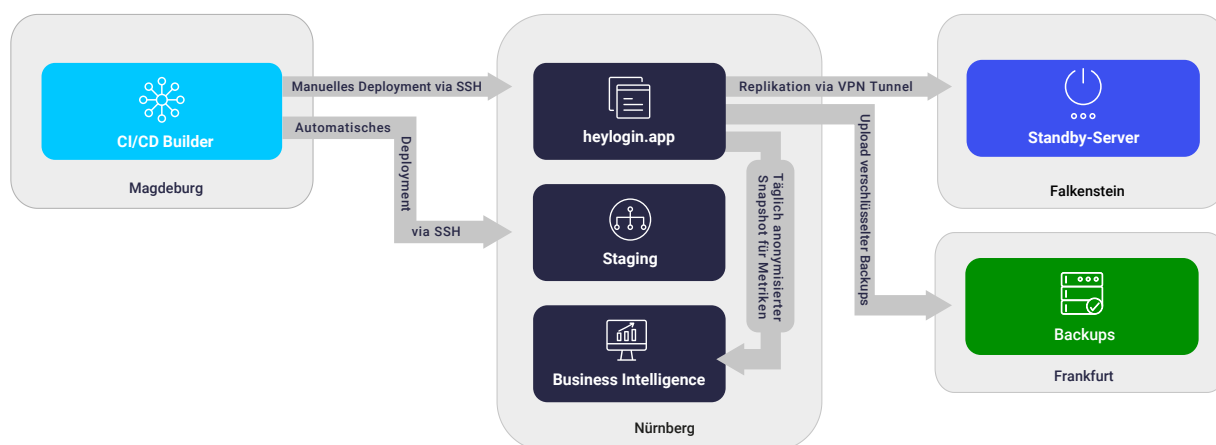 CI/CD Builder
Magdeburg
Manuelles Deployment via SSH
Automatisches
Deployment
via SSH
heylogin.app
Staging
Business Intelligence
Nürnberg
Replikation via VPN Tunnel
Upload verschlüsselter Backups
Täglich anonymisierter
Snapshot für Metriken
Standby-Server
Falkenstein
Backups
Frankfurt